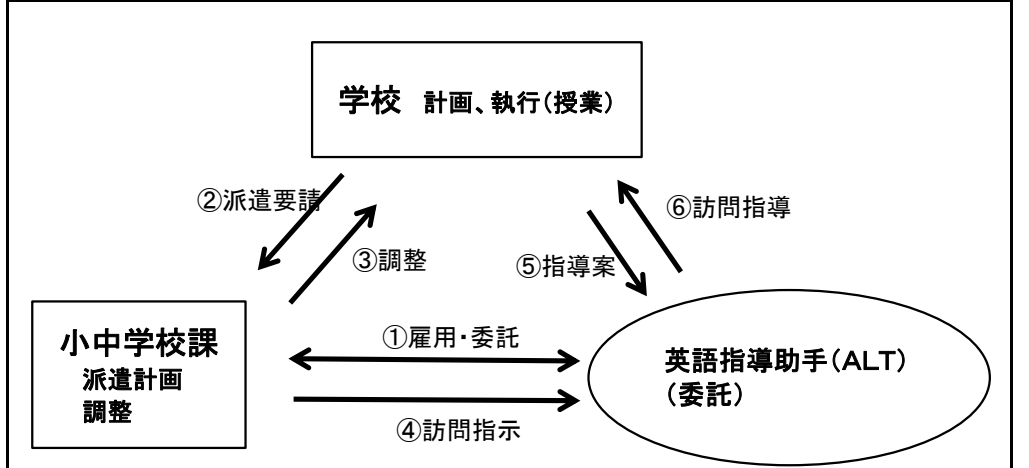 学校 計画、執行(授業)
②派遣要請
③調整
⑥訪問指導
⑤指導案
小中学校課
派遣計画
調整
①雇用・委託
④訪問指示
英語指導助手(ALT)
(委託)